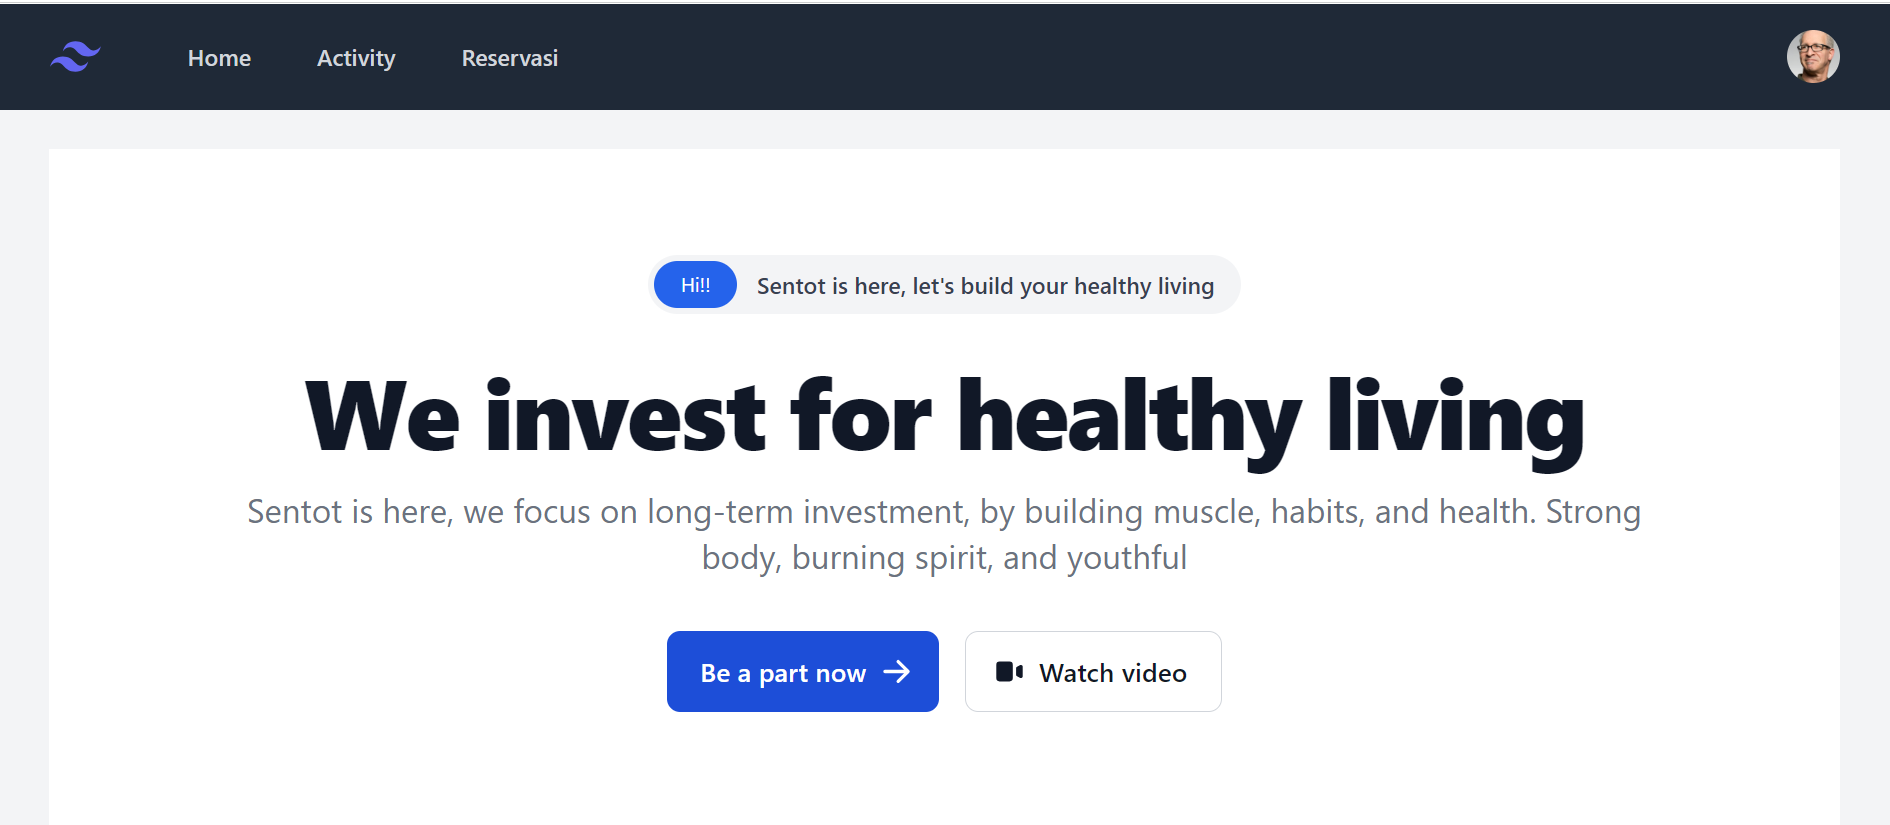 Home Activity Reservasi
Hi!! Sentot is here, let's build your healthy living
We invest for healthy living
Sentot is here, we focus on long-term investment, by building muscle, habits, and health. Strong
body, burning spirit, and youthful
Be a part now Watch video